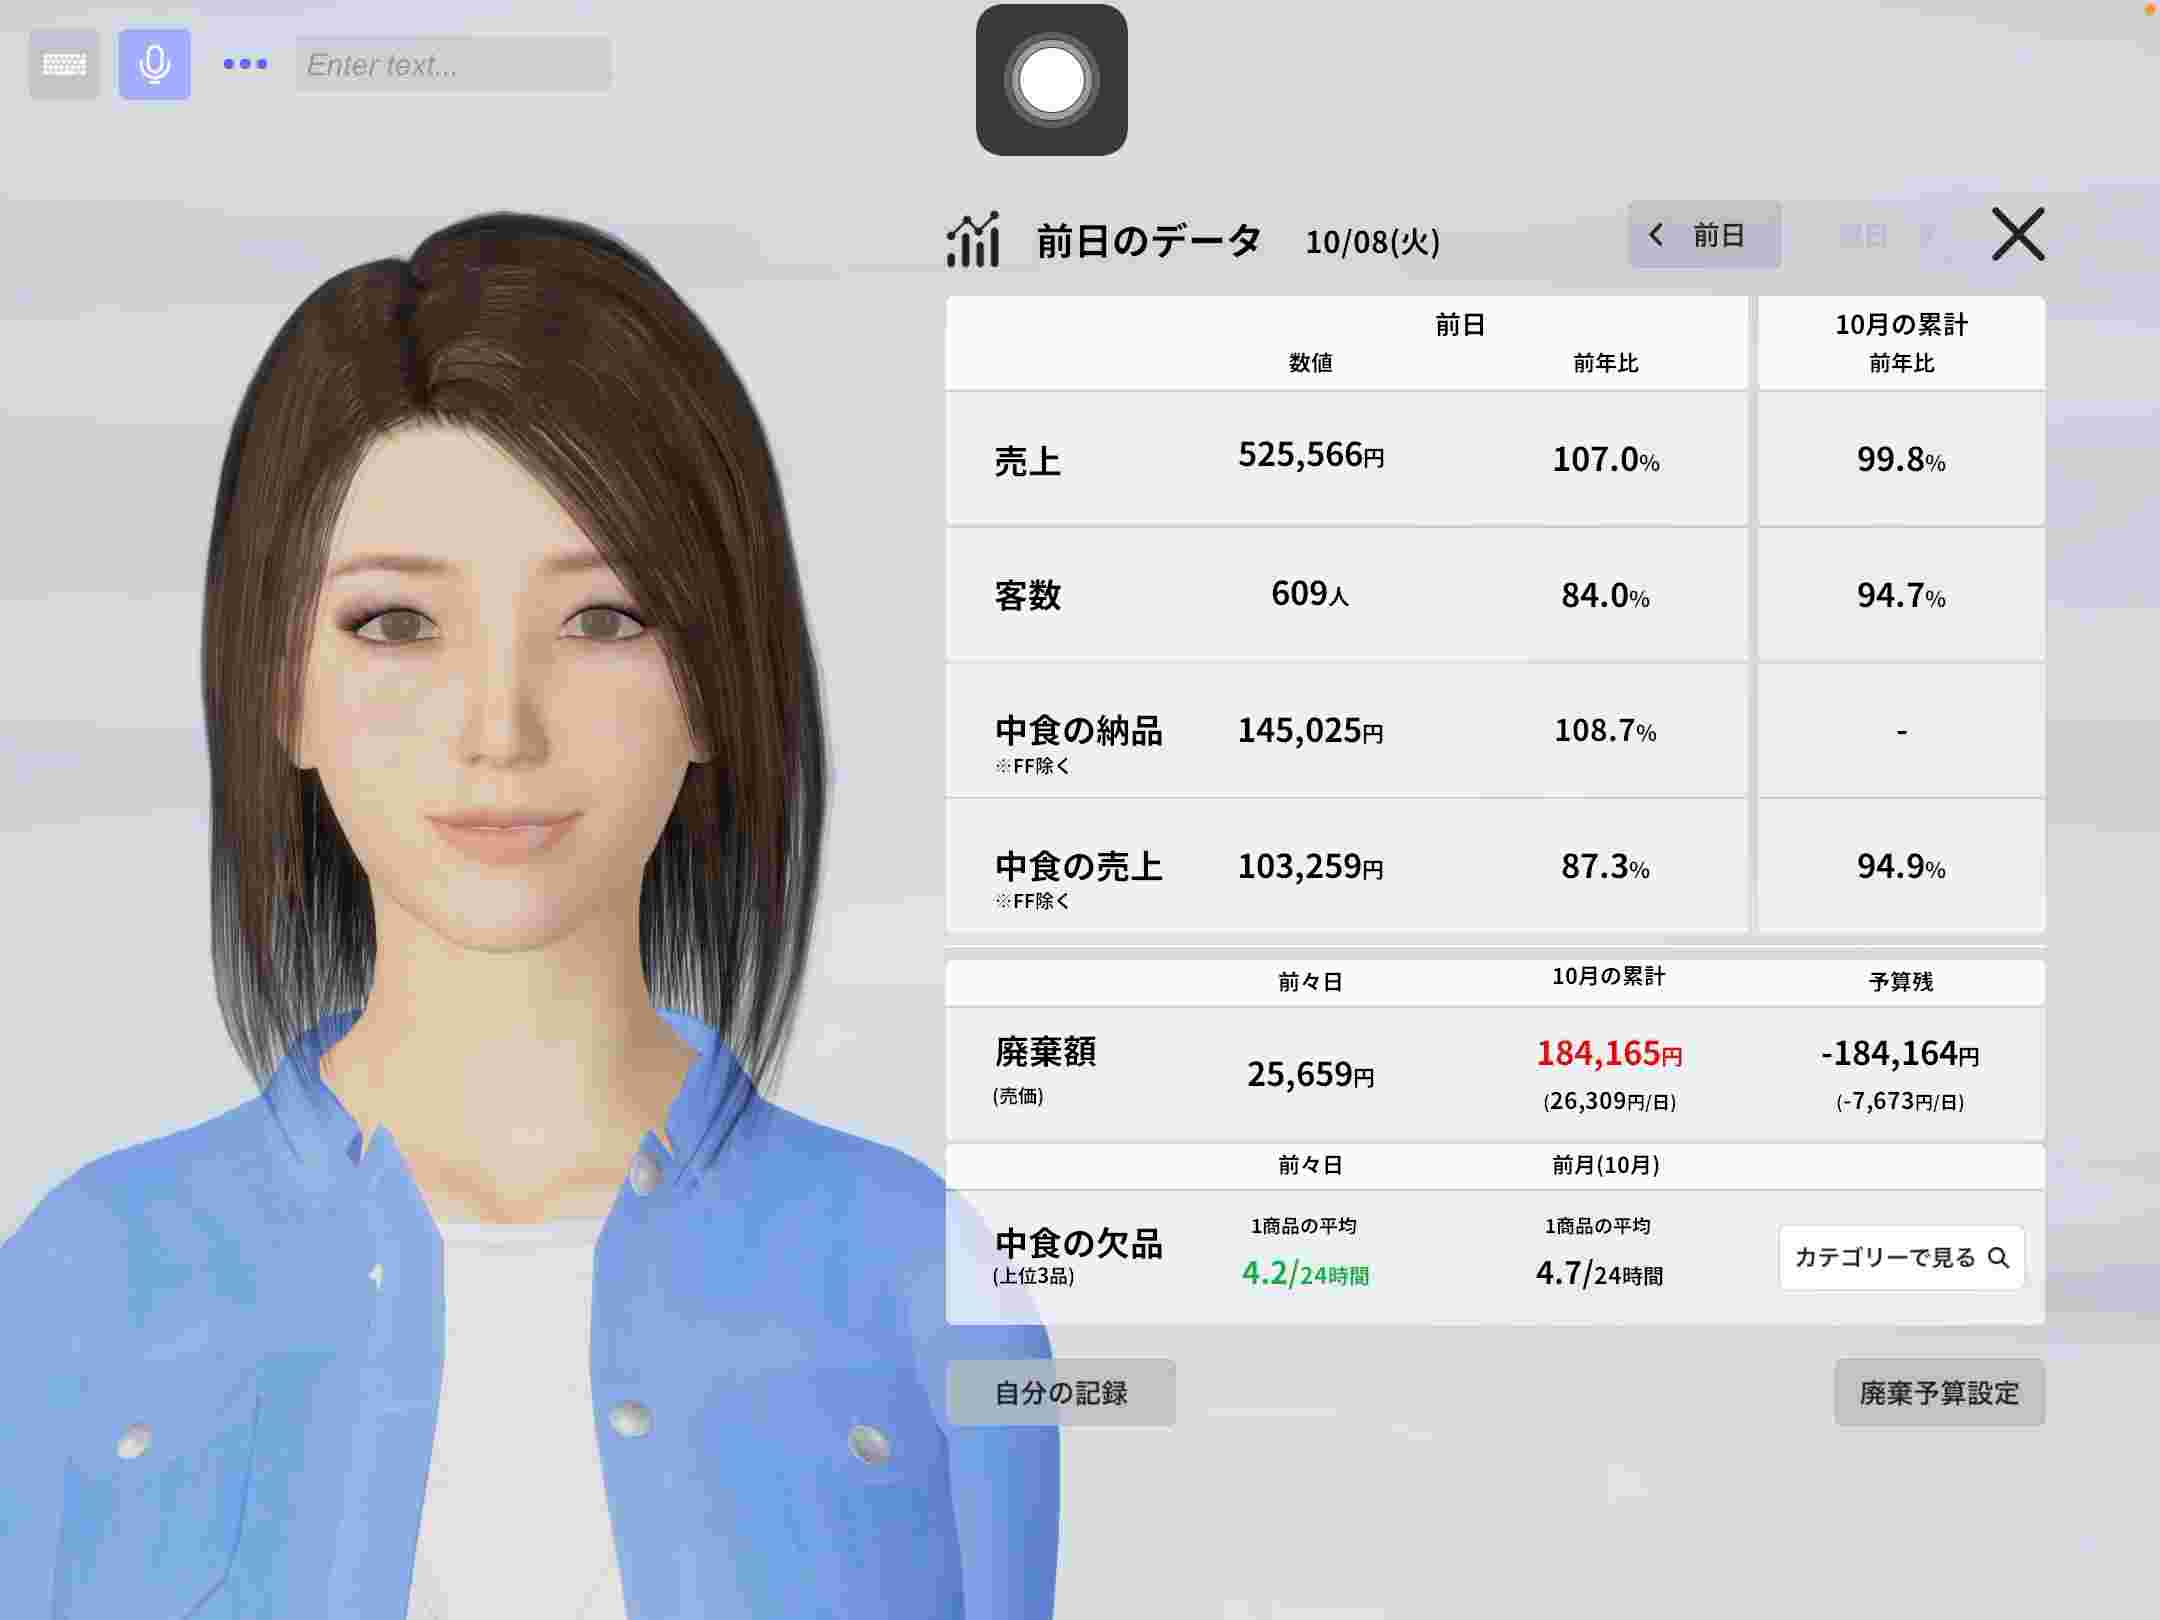 Enter text...
前日のデータ 10/08(火) 前日
前日 10月の累計
数値 前年比 前年比
売上 525,566円 107.0% 99.8%
客数 609人 84.0% 94.7%
中食の納品 145,025円 108.7% -
※FF除く
中食の売上 103,259円 87.3% 94.9%
※FF除く
前々日 10月の累計 予算残
廃棄額 25,659円 184,165円 -184,164円
(売価) (26,309円/日) (-7,673円/日)
前々日 前月(10月)
中食の欠品 1商品の平均 1商品の平均 カテゴリーで見る
(上位3品) 4.2/24時間 4.7/24時間
自分の記録 廃棄予算設定